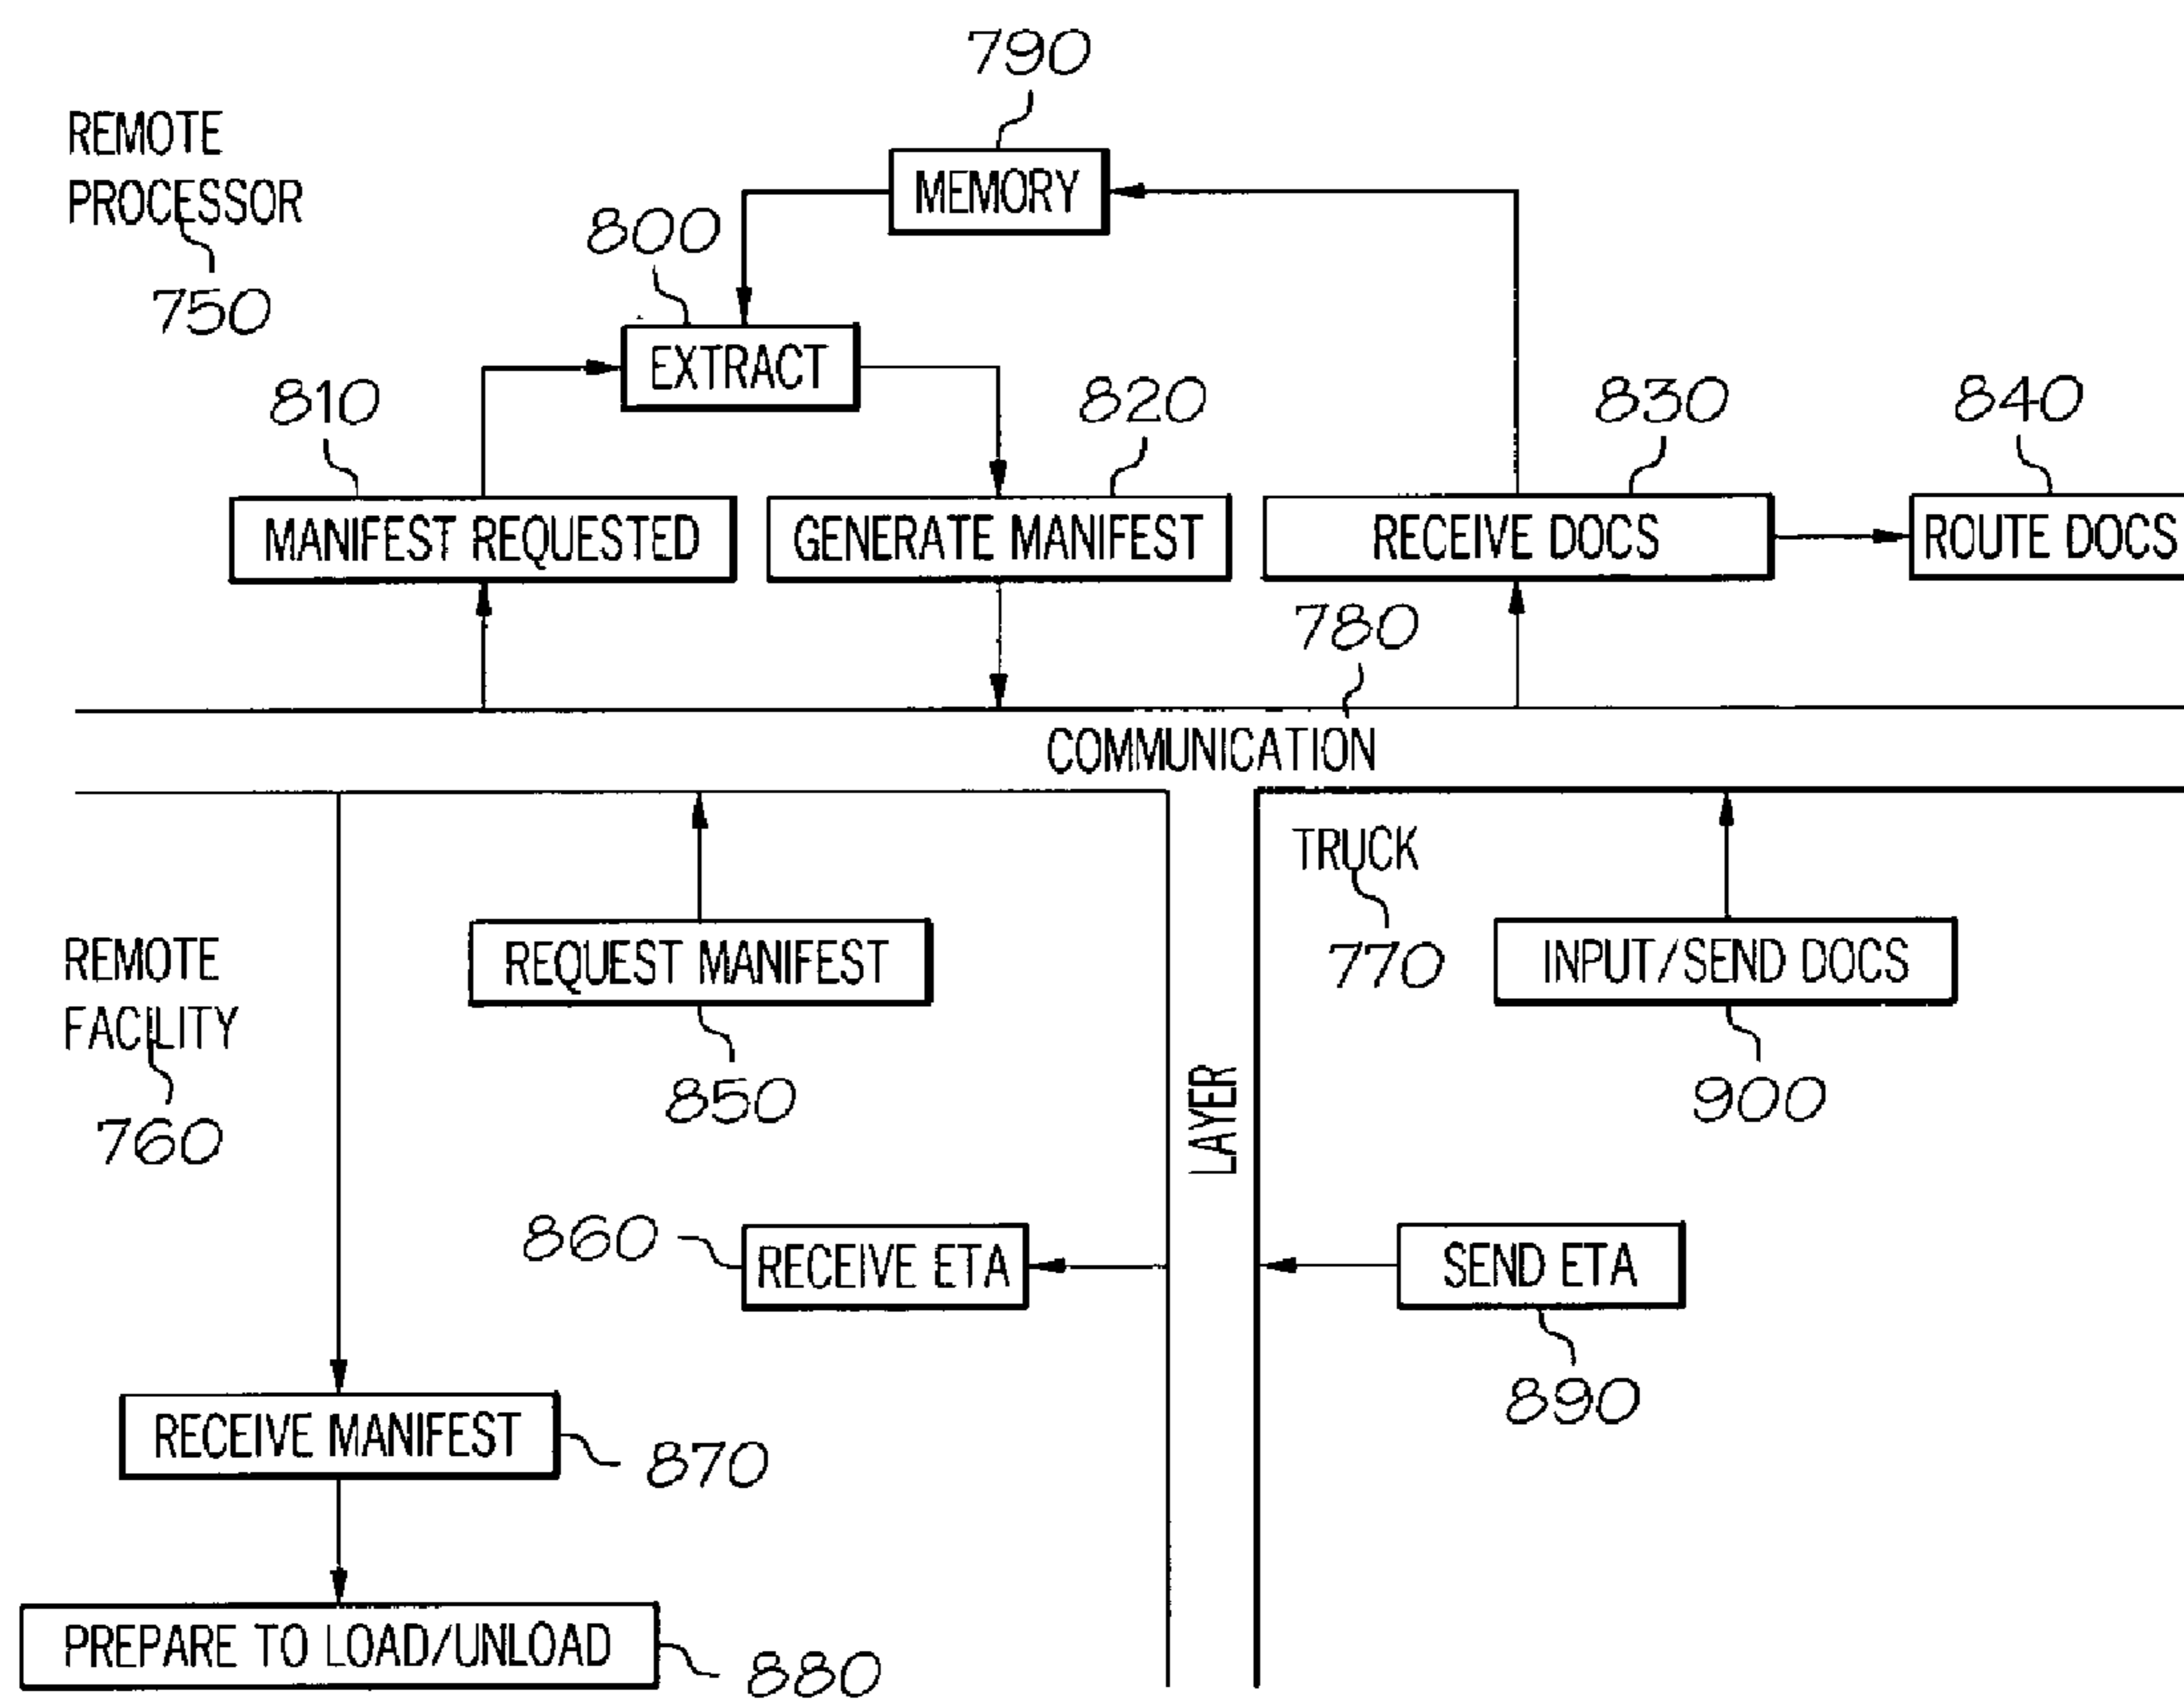 790
REMOTE
PROCESSOR
750
MEMORY
800
EXTRACT
810
820
830
840
MANIFEST REQUESTED
GENERATE MANIFEST
RECEIVE DOCS
ROUTE DOCS
780
COMMUNICATION
LAYER
REMOTE
FACILITY
760
REQUEST MANIFEST
850
860
RECEIVE ETA
RECEIVE MANIFEST
870
PREPARE TO LOAD/UNLOAD
880
TRUCK
770
INPUT/SEND DOCS
900
SEND ETA
890